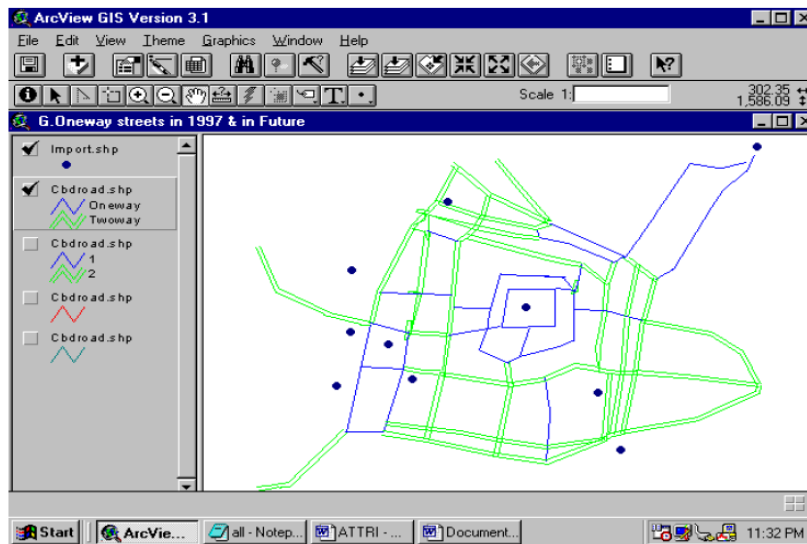 ArcView GIS Version 3.1
File Edit View Theme Graphics Window Help
Scale 1: 302.35
1,586.09
G.Oneway streets in 1997 & in Future
Import.shp
Cbdroad.shp
Oneway
Twoway
Cbdroad.shp
1
2
Cbdroad.shp
Cbdroad.shp
Start ArcVie... all - Notep... ATTRI - ... Document... 11:32 PM